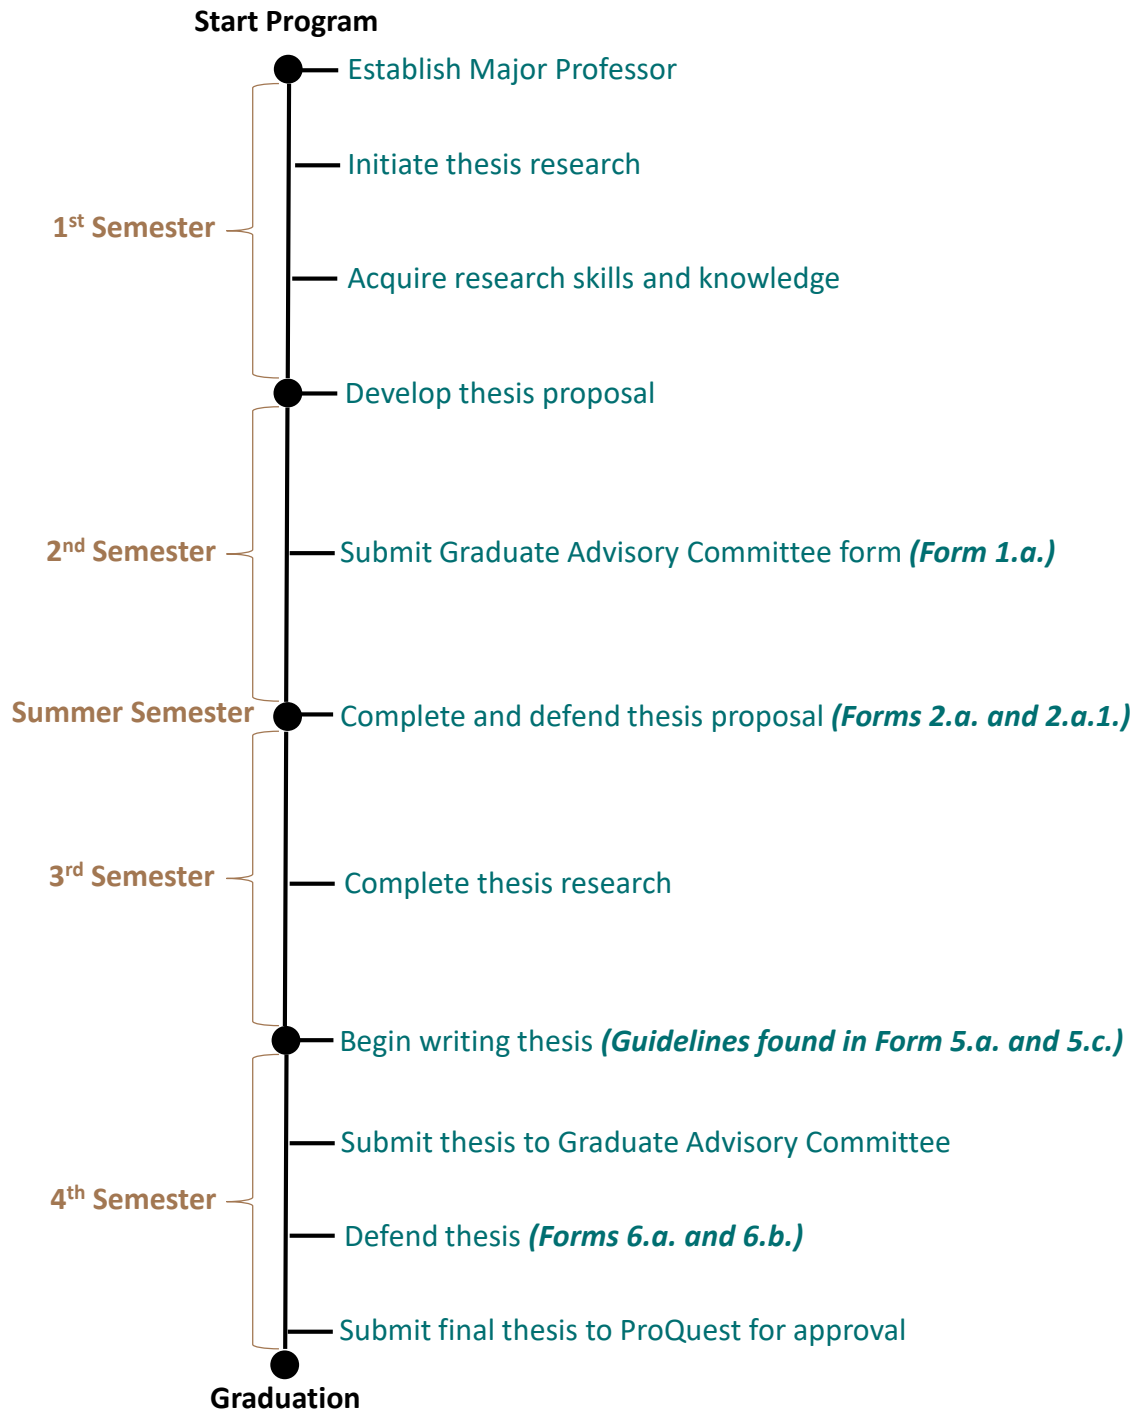 Start Program
Establish Major Professor
Initiate thesis research
1st Semester
Acquire research skills and knowledge
Develop thesis proposal
2nd Semester
Submit Graduate Advisory Committee form (Form 1.a.)
Summer Semester
Complete and defend thesis proposal (Forms 2.a. and 2.a.1.)
3rd Semester
Complete thesis research
Begin writing thesis (Guidelines found in Form 5.a. and 5.c.)
Submit thesis to Graduate Advisory Committee
4th Semester
Defend thesis (Forms 6.a. and 6.b.)
Submit final thesis to ProQuest for approval
Graduation